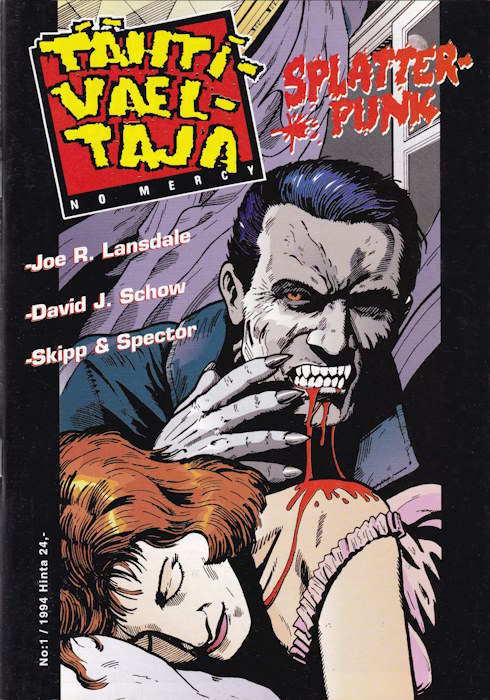 TÄHTI-
VAEL-
TAJA
NO MERCY
SPLATTER-
PUNK
-Joe R. Lansdale
-David J. Schow
-Skipp & Spector
No:1 / 1994 Hinta 24,-